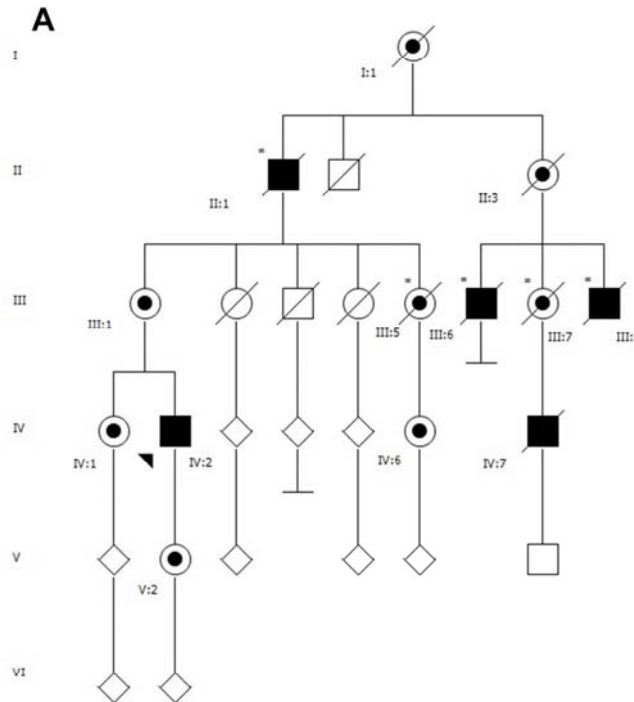 A
I
I:1
=
II
II:1
II:3
= = = =
III
III:1
III:5 III:6 III:7 III:
IV
IV:1 IV:2 IV:6 IV:7
V
V:2
VI